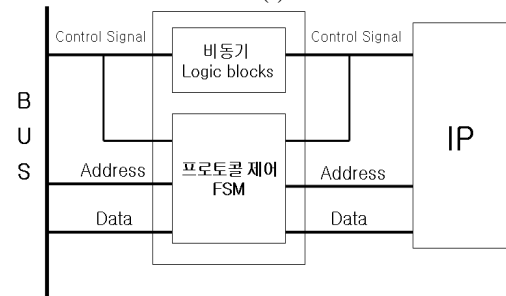 Control Signal
비동기
Logic blocks
Control Signal
B
U
S
IP
Address
프로토콜 제어
FSM
Address
Data
Data